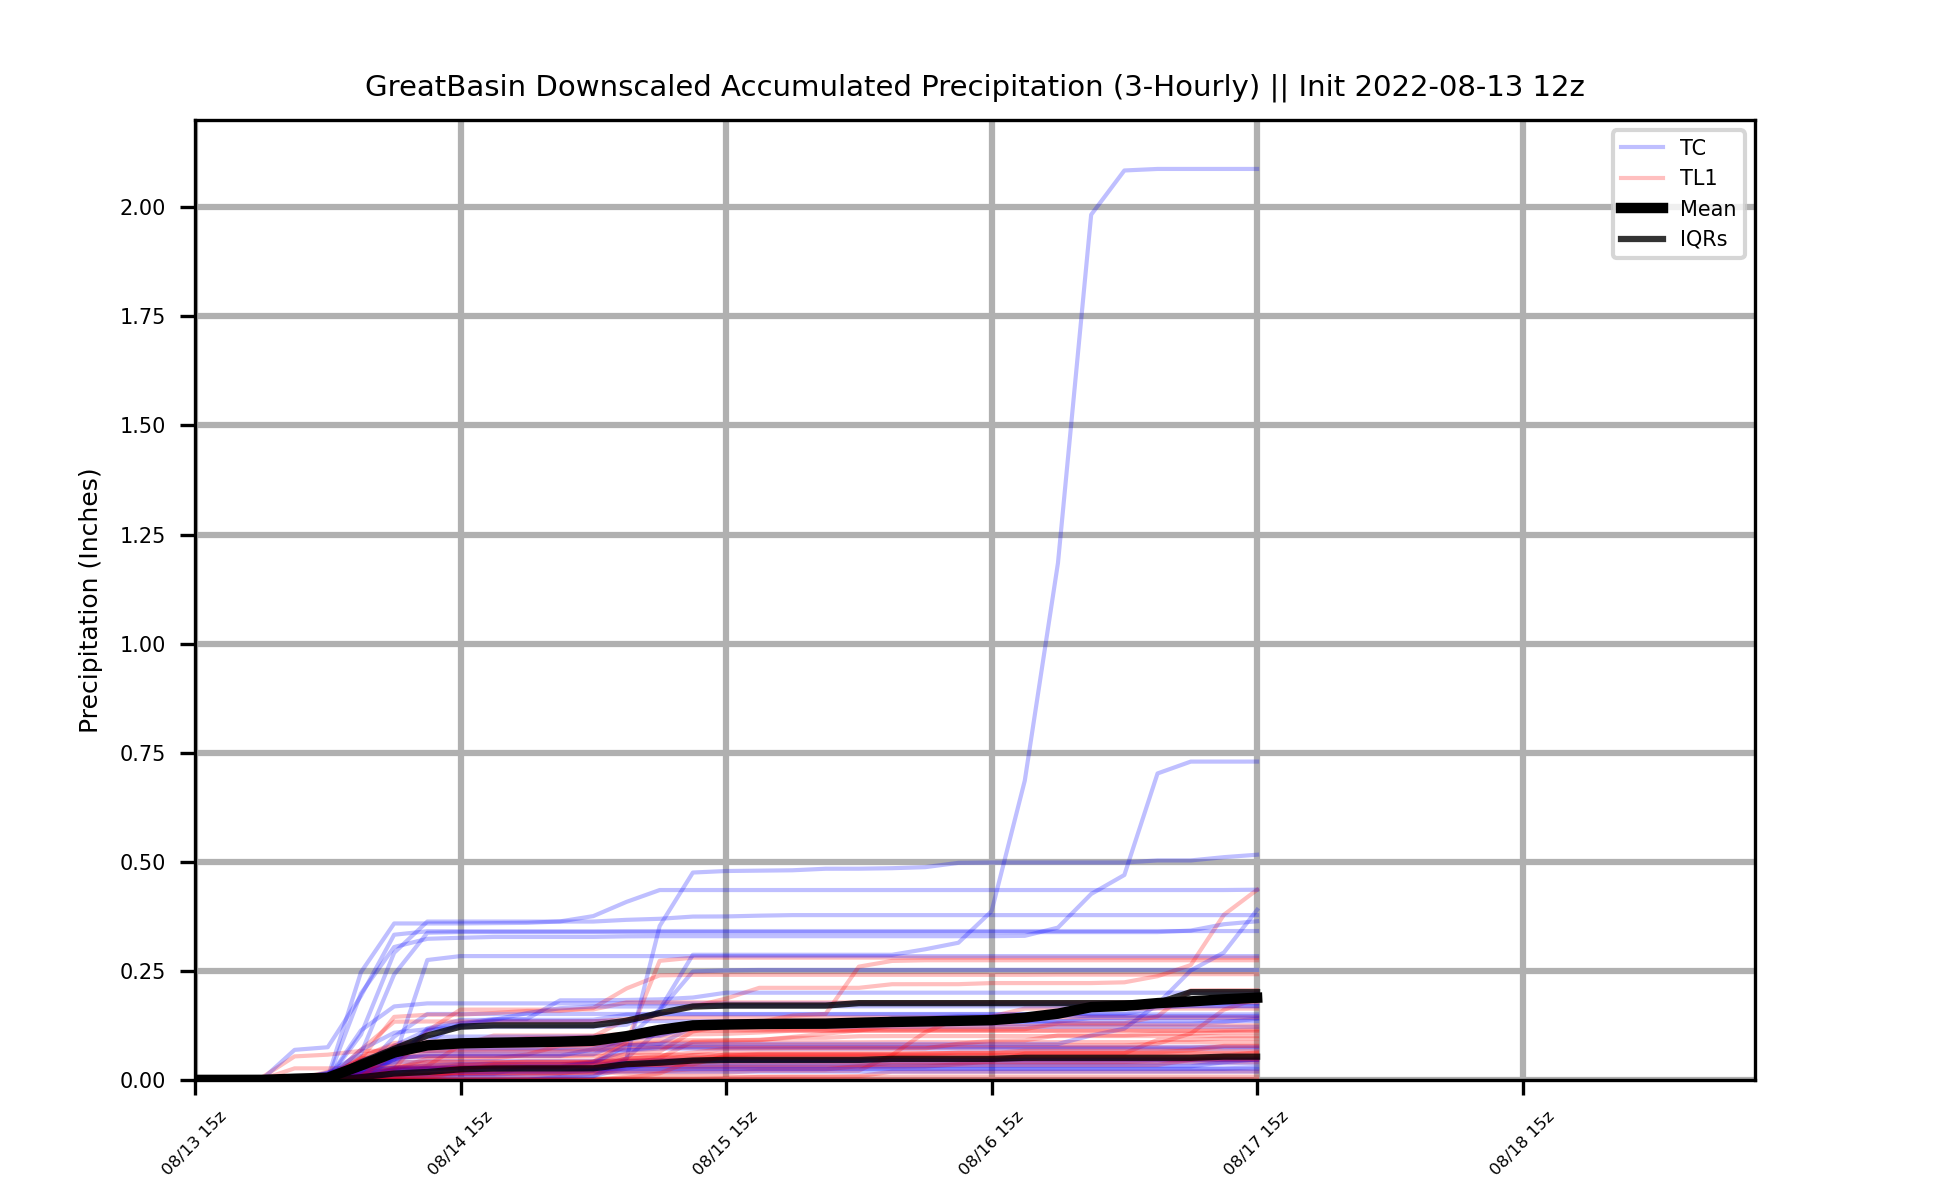 GreatBasin Downscaled Accumulated Precipitation (3-Hourly) || Init 2022-08-13 12z
TC
TL1
Mean
IQRs
Precipitation (Inches)
2.00
1.75
1.50
1.25
1.00
0.75
0.50
0.25
0.00
08/13 15z
08/14 15z
08/15 15z
08/16 15z
08/17 15z
08/18 15z